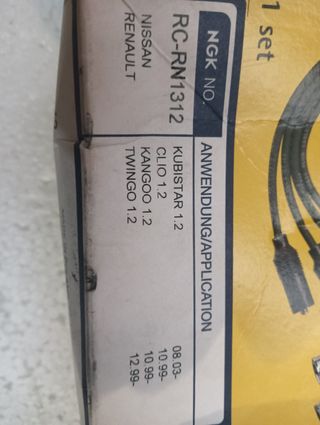 1 set
NGK NO. ANWENDUNG/APPLICATION
RC-RN1312
NISSAN KUBISTAR 1.2 08.03-
RENAULT CLIO 1.2 10.99-
KANGOO 1.2 10.99-
TWINGO 1.2 12.99-